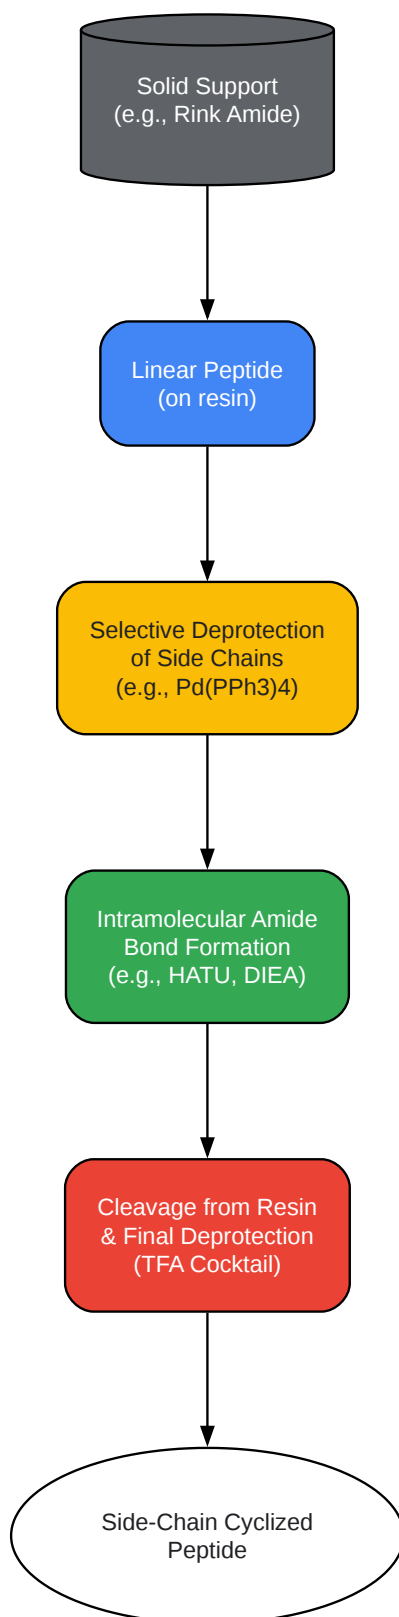 Solid Support
(e.g., Rink Amide)
Linear Peptide
(on resin)
Selective Deprotection
of Side Chains
(e.g., Pd(PPh3)4)
Intramolecular Amide
Bond Formation
(e.g., HATU, DIEA)
Cleavage from Resin
& Final Deprotection
(TFA Cocktail)
Side-Chain Cyclized
Peptide